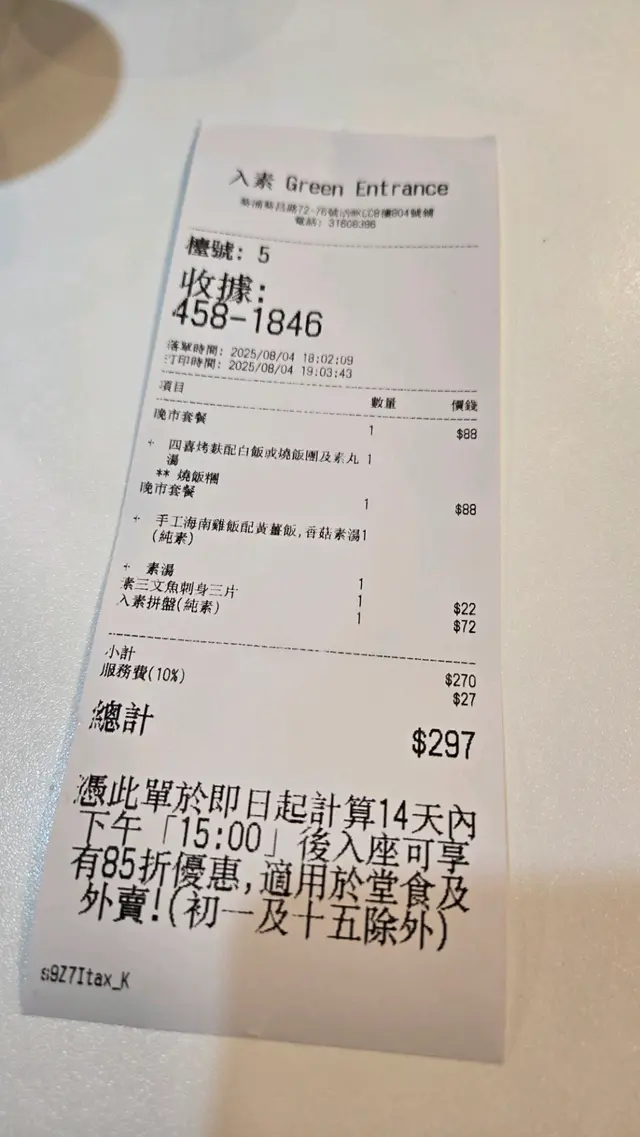 入素 Green Entrance
電話: 31608396
檯號: 5
收據:
458-1846
落單時間: 2025/08/04 18:02:09
打印時間: 2025/08/04 19:03:43
項目 數量 價錢
晚市套餐 1 $88
+ 四喜烤麩配白飯或燒飯團及素丸湯 1
** 燒飯糰
晚市套餐 1 $88
+ 手工海南雞飯配黃薑飯,香菇素湯1
(純素)
+ 素湯 1
素三文魚刺身三片 1 $22
入素拼盤(純素) 1 $72
小計 $270
服務費(10%) $27
總計 $297
憑此單於即日起計算14天內
下午「15:00」後入座可享
有85折優惠,適用於堂食及
外賣!(初一及十五除外)
s9Z7Itax_K